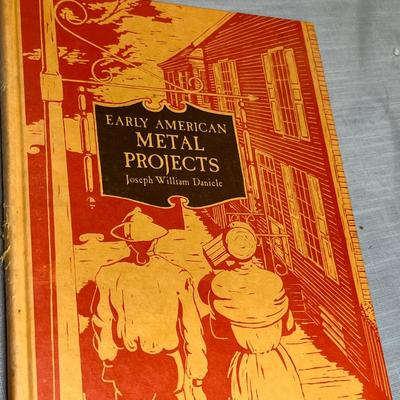 EARLY AMERICAN
METAL
PROJECTS
Joseph William Daniele